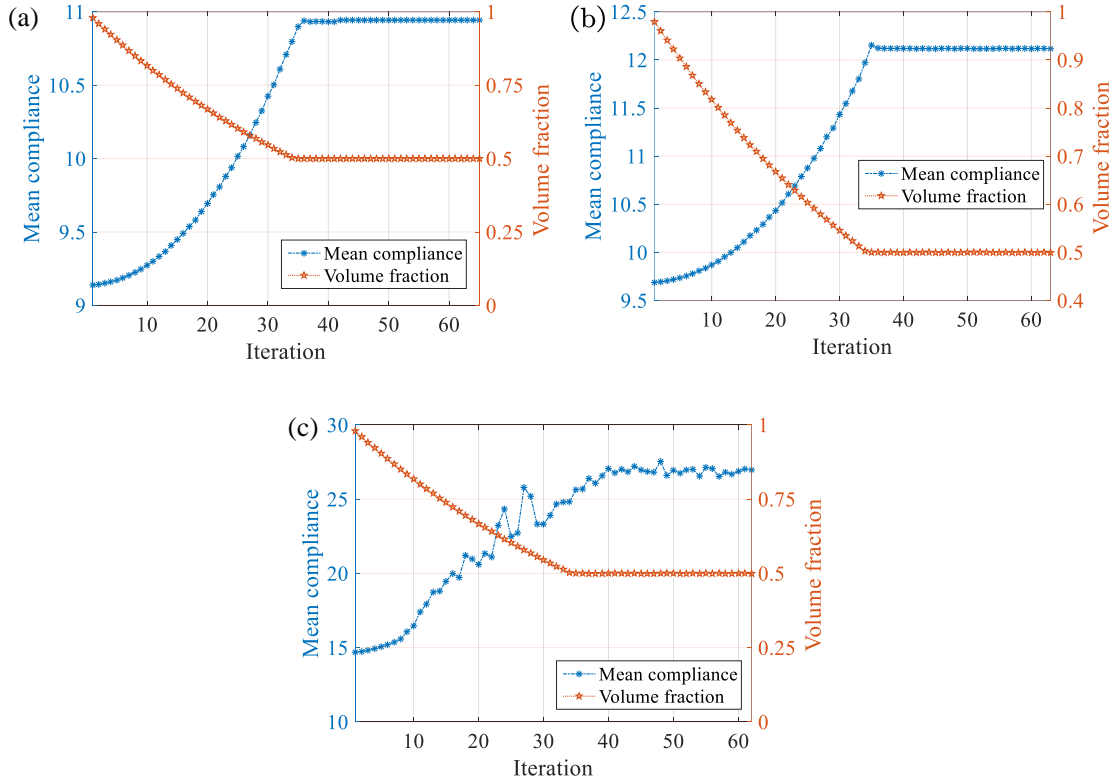 (a)
11
10.5
10
9.5
9
Mean compliance
1
0.75
0.5
0.25
0
Volume fraction
Mean compliance
Volume fraction
10 20 30 40 50 60
Iteration
(b)
12.5
12
11.5
11
10.5
10
9.5
Mean compliance
1
0.9
0.8
0.7
0.6
0.5
0.4
Volume fraction
Mean compliance
Volume fraction
10 20 30 40 50 60
Iteration
(c)
30
25
20
15
10
Mean compliance
1
0.75
0.5
0.25
0
Volume fraction
Mean compliance
Volume fraction
10 20 30 40 50 60
Iteration